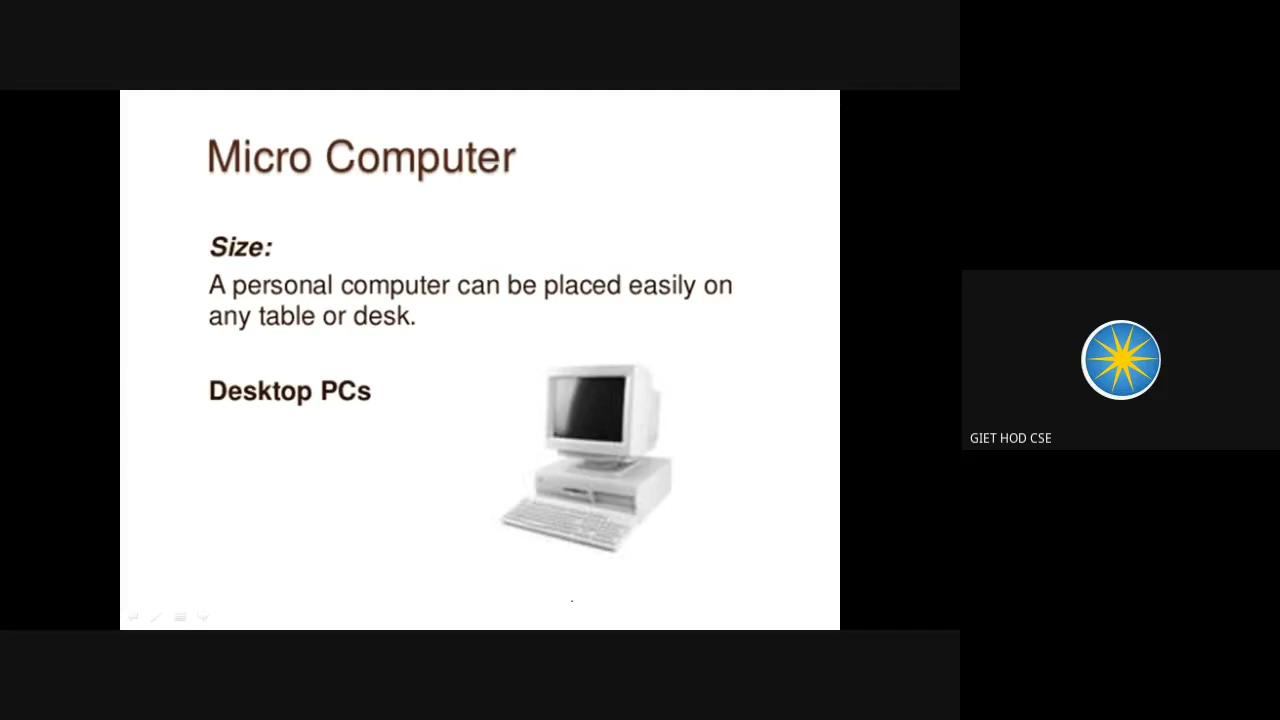 Micro Computer
Size:
A personal computer can be placed easily on
any table or desk.
Desktop PCs
GIET HOD CSE